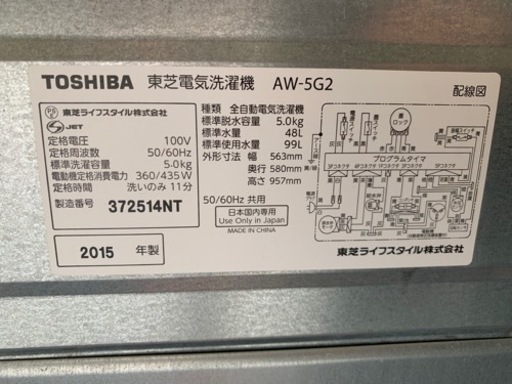 TOSHIBA 東芝電気洗濯機 AW-5G2
配線図
PSE
東芝ライフスタイル株式会社
S JET
定格電圧 100V
定格周波数 50/60Hz
標準洗濯容量 5.0kg
電動機定格消費電力 360/435W
定格時間 洗いのみ 11分
製造番号 372514NT
2015 年製
種類 全自動電気洗濯機
標準脱水容量 5.0kg
標準水量 48L
標準使用水量 99L
外形寸法 幅 563mm
奥行 580mm
高さ 957mm
50/60Hz 共用
日本国内専用
Use Only in Japan
MADE IN CHINA
プログラムタイマ
ロック
東芝ライフスタイル株式会社